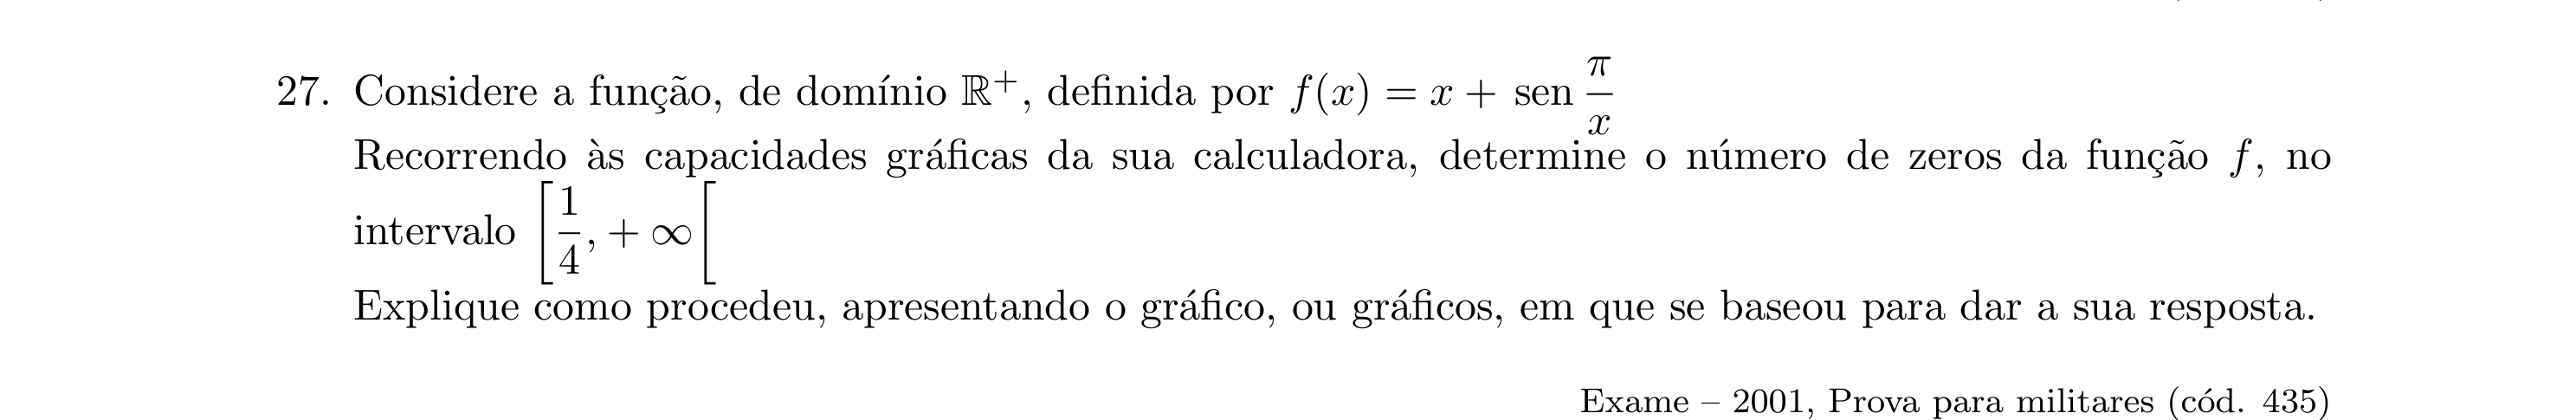 27. Considere a função, de domínio ℝ⁺, definida por f(x) = x + sen π/x
Recorrendo às capacidades gráficas da sua calculadora, determine o número de zeros da função f, no
intervalo [1/4, + ∞[
Explique como procedeu, apresentando o gráfico, ou gráficos, em que se baseou para dar a sua resposta.
Exame – 2001, Prova para militares (cód. 435)